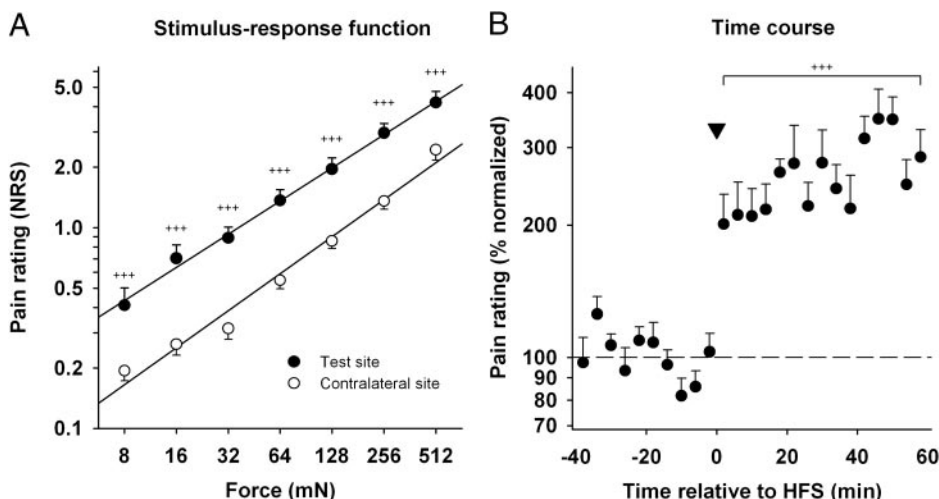 A
Stimulus-response function
Pain rating (NRS)
5.0
2.0
1.0
0.5
0.2
0.1
+++
+++
+++
+++
+++
+++
+++
Test site
Contralateral site
8 16 32 64 128 256 512
Force (mN)
B
Time course
Pain rating (% normalized)
400
300
200
100
90
80
70
+++
-40 -20 0 20 40 60
Time relative to HFS (min)